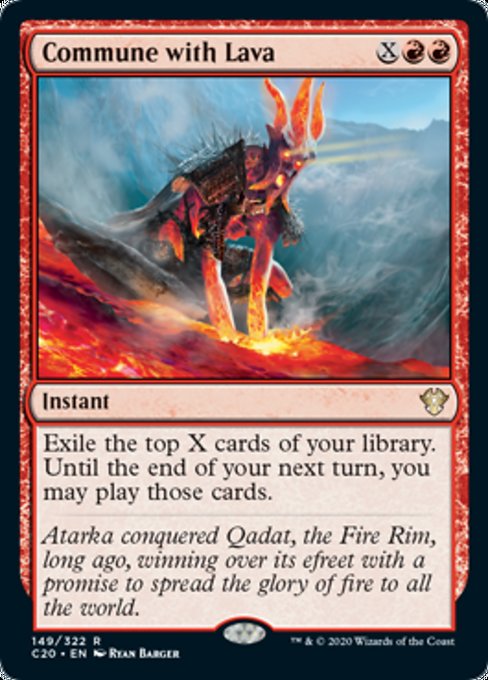 Commune with Lava X
Instant
Exile the top X cards of your library.
Until the end of your next turn, you
may play those cards.
Atarka conquered Qadat, the Fire Rim,
long ago, winning over its efreet with a
promise to spread the glory of fire to all
the world.
149/322 R
™ & © 2020 Wizards of the Coast
C20 • EN Ryan Barger